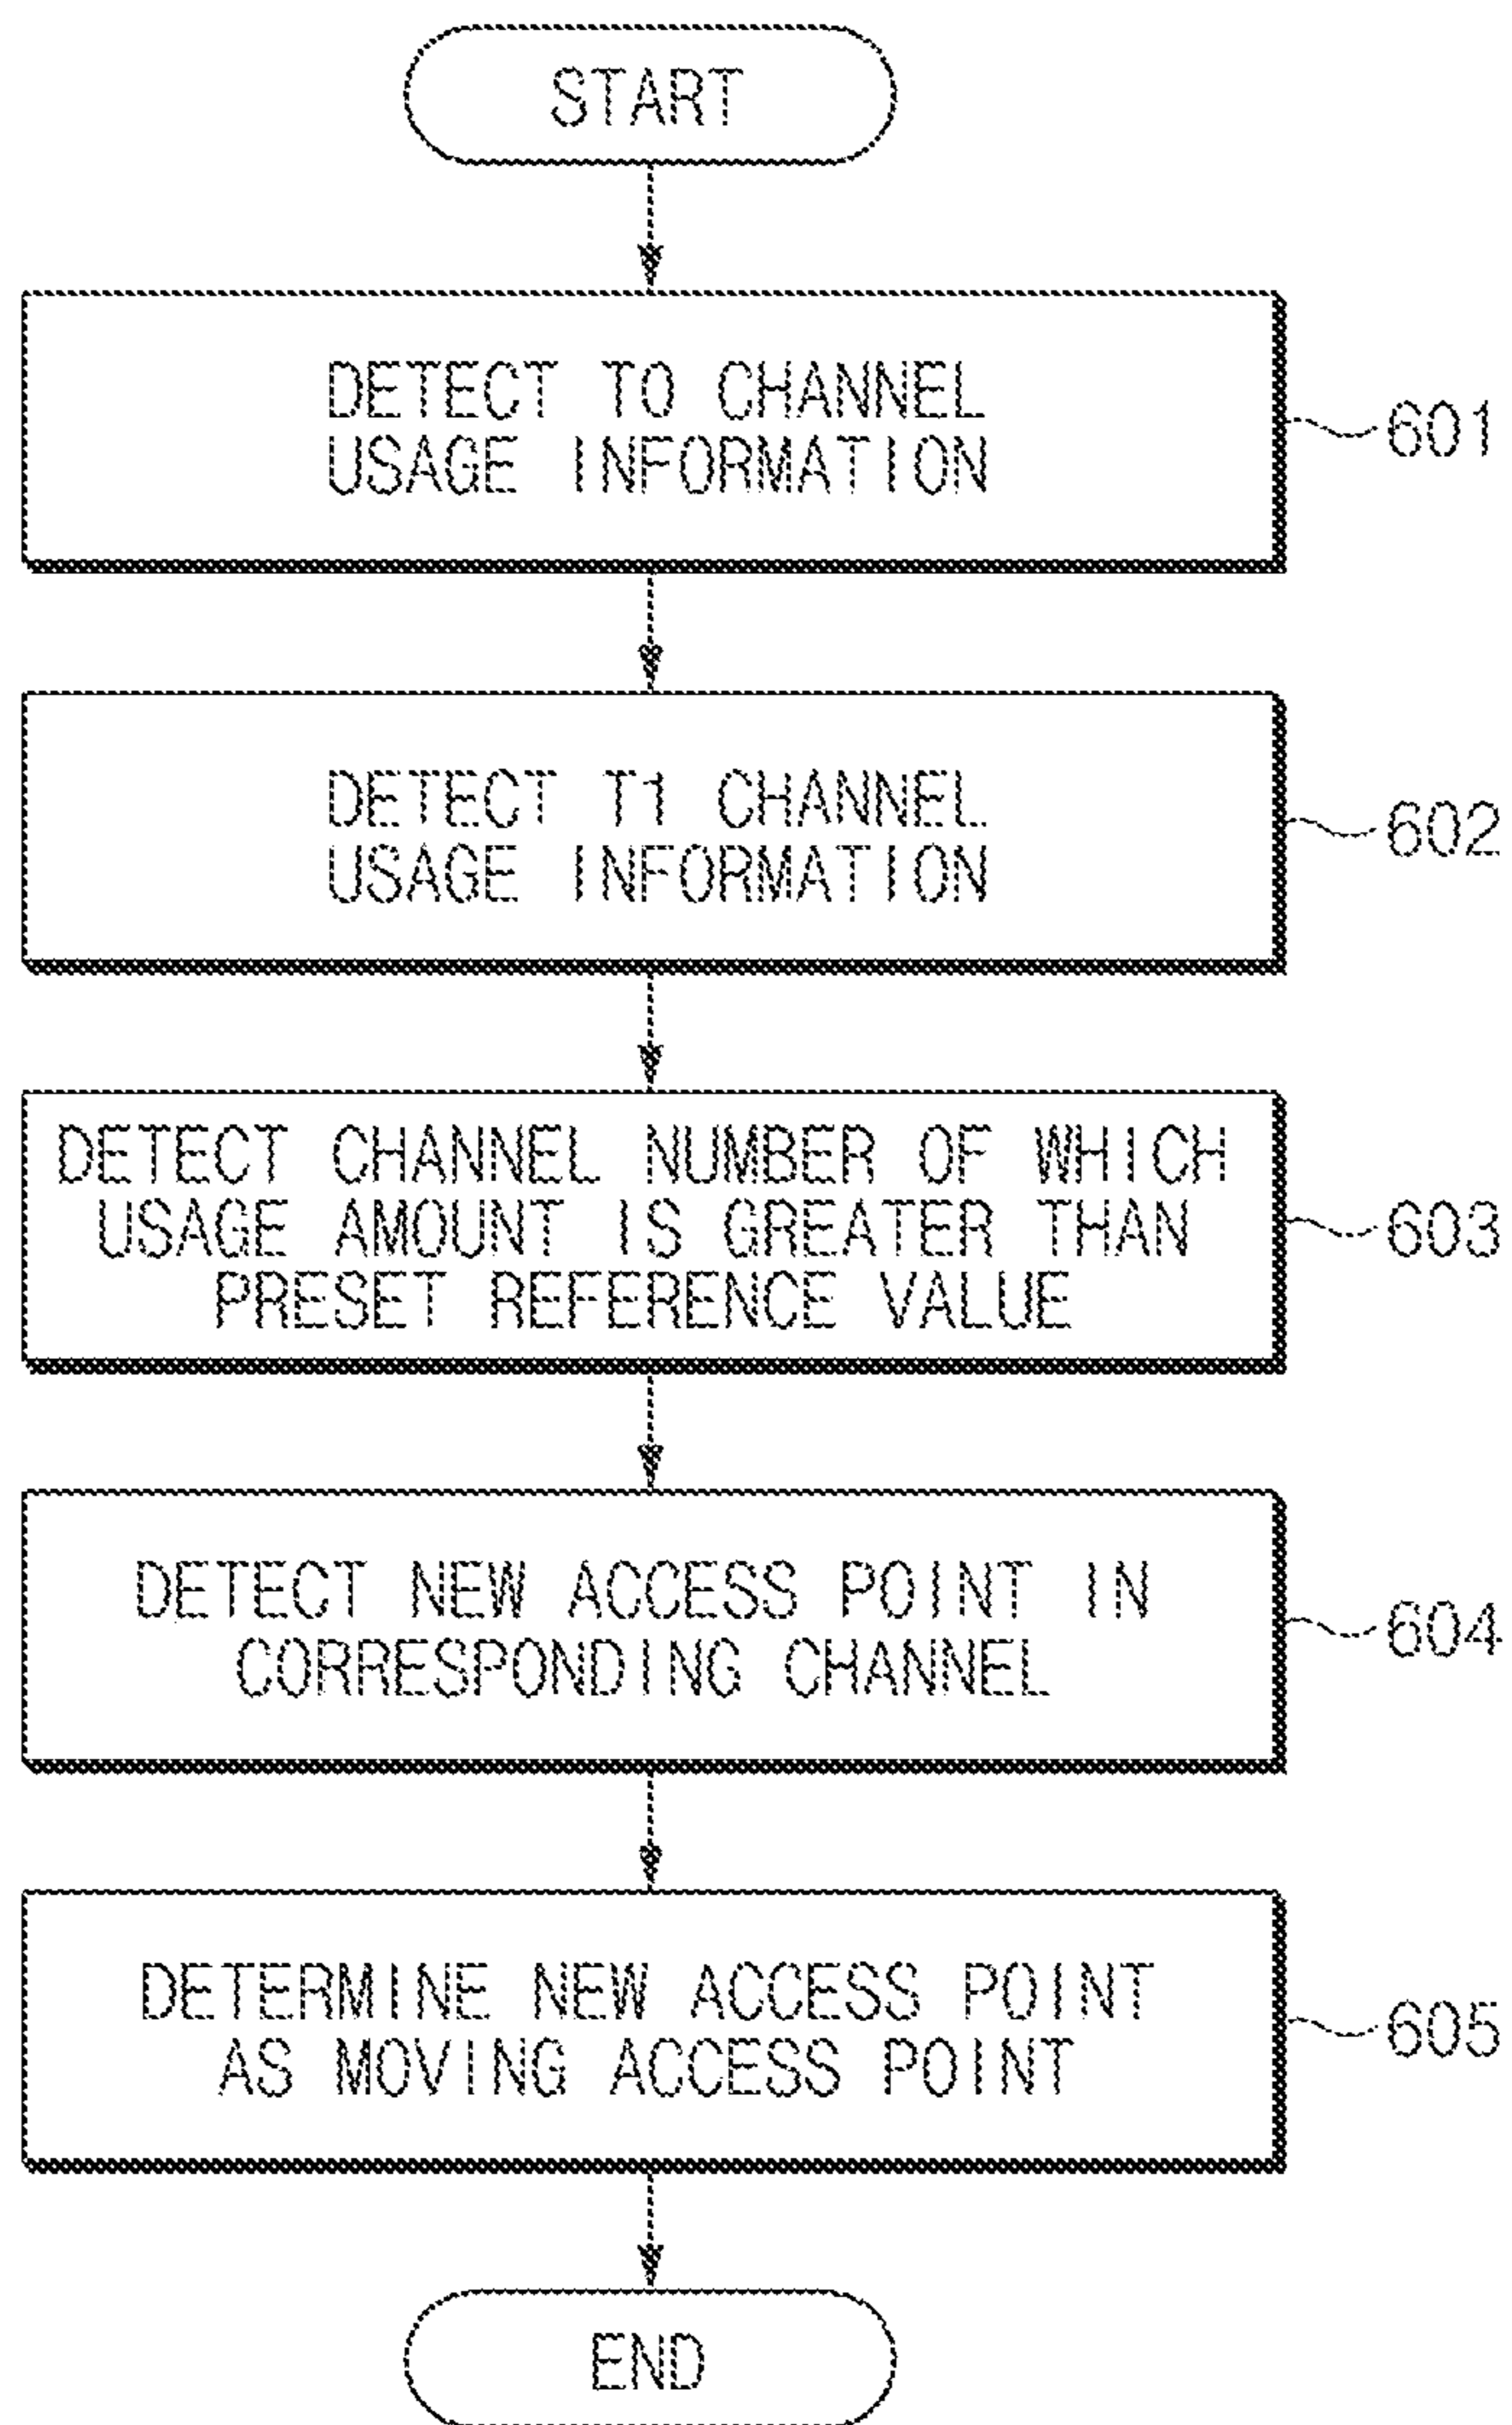 START
DETECT T0 CHANNEL
USAGE INFORMATION
601
DETECT T1 CHANNEL
USAGE INFORMATION
602
DETECT CHANNEL NUMBER OF WHICH
USAGE AMOUNT IS GREATER THAN
PRESET REFERENCE VALUE
603
DETECT NEW ACCESS POINT IN
CORRESPONDING CHANNEL
604
DETERMINE NEW ACCESS POINT
AS MOVING ACCESS POINT
605
END